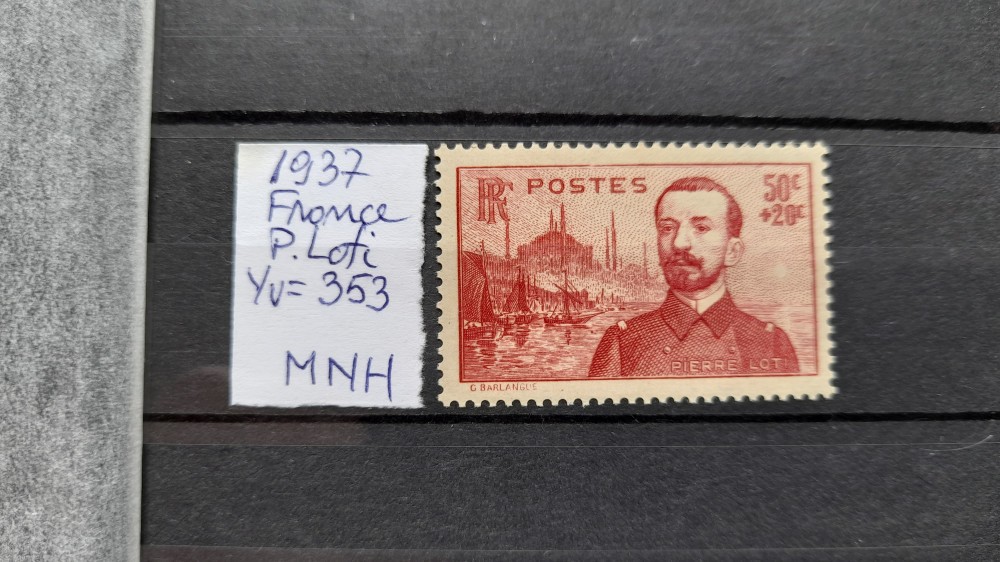 1937
France
P. Loti
Yv = 353
MNH
RF POSTES 50c
+20c
PIERRE LOTI
G BARLANGUE